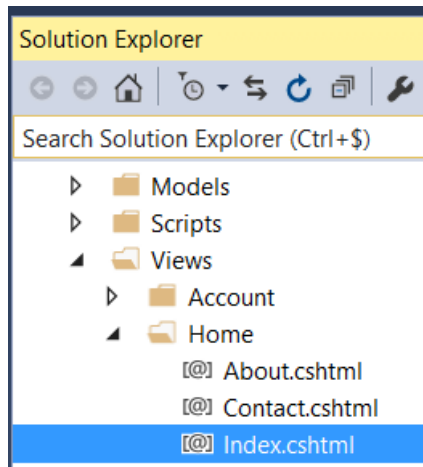 Solution Explorer
Search Solution Explorer (Ctrl+$)
Models
Scripts
Views
Account
Home
[@] About.cshtml
[@] Contact.cshtml
[@] Index.cshtml